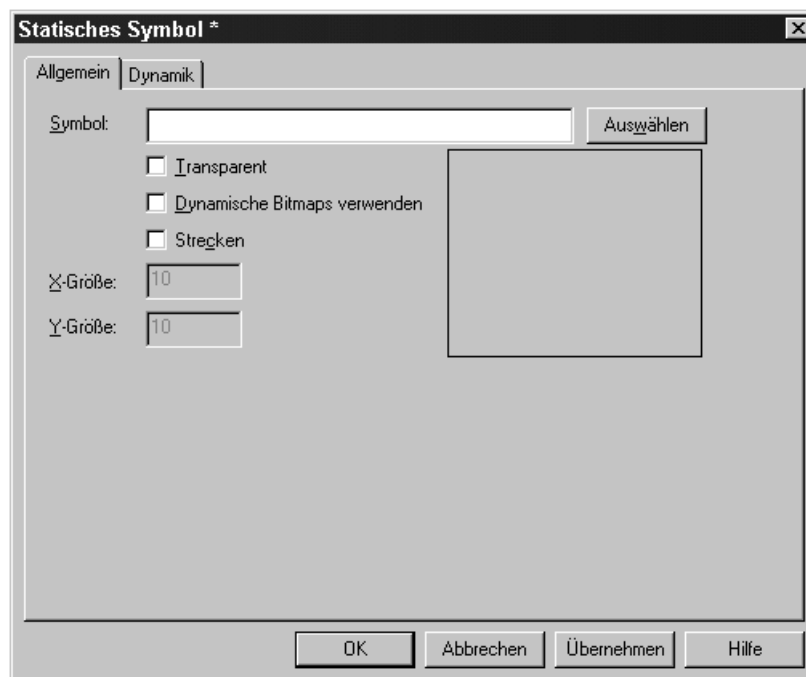 Statisches Symbol *
Allgemein Dynamik
Symbol: Auswählen
Transparent
Dynamische Bitmaps verwenden
Strecken
X-Größe: 10
Y-Größe: 10
OK Abbrechen Übernehmen Hilfe